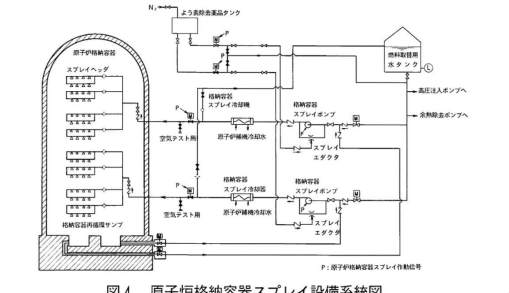 N₂
よう素除去薬品タンク
P
M
P
M
原子炉格納容器
スプレイヘッダ
燃料取替用
水タンク
L
格納容器
スプレイ冷却機
格納容器
スプレイポンプ
高圧注入ポンプへ
余熱除去ポンプへ
P
M
M
P
空気テスト用
原子炉補機冷却水
スプレイ
エダクタ
格納容器
スプレイ冷却器
格納容器
スプレイポンプ
P
M
M
P
空気テスト用
原子炉補機冷却水
スプレイ
エダクタ
格納容器再循環サンプ
M
M
P：原子炉格納容器スプレイ作動信号
図4 原子炉格納容器スプレイ設備系統図